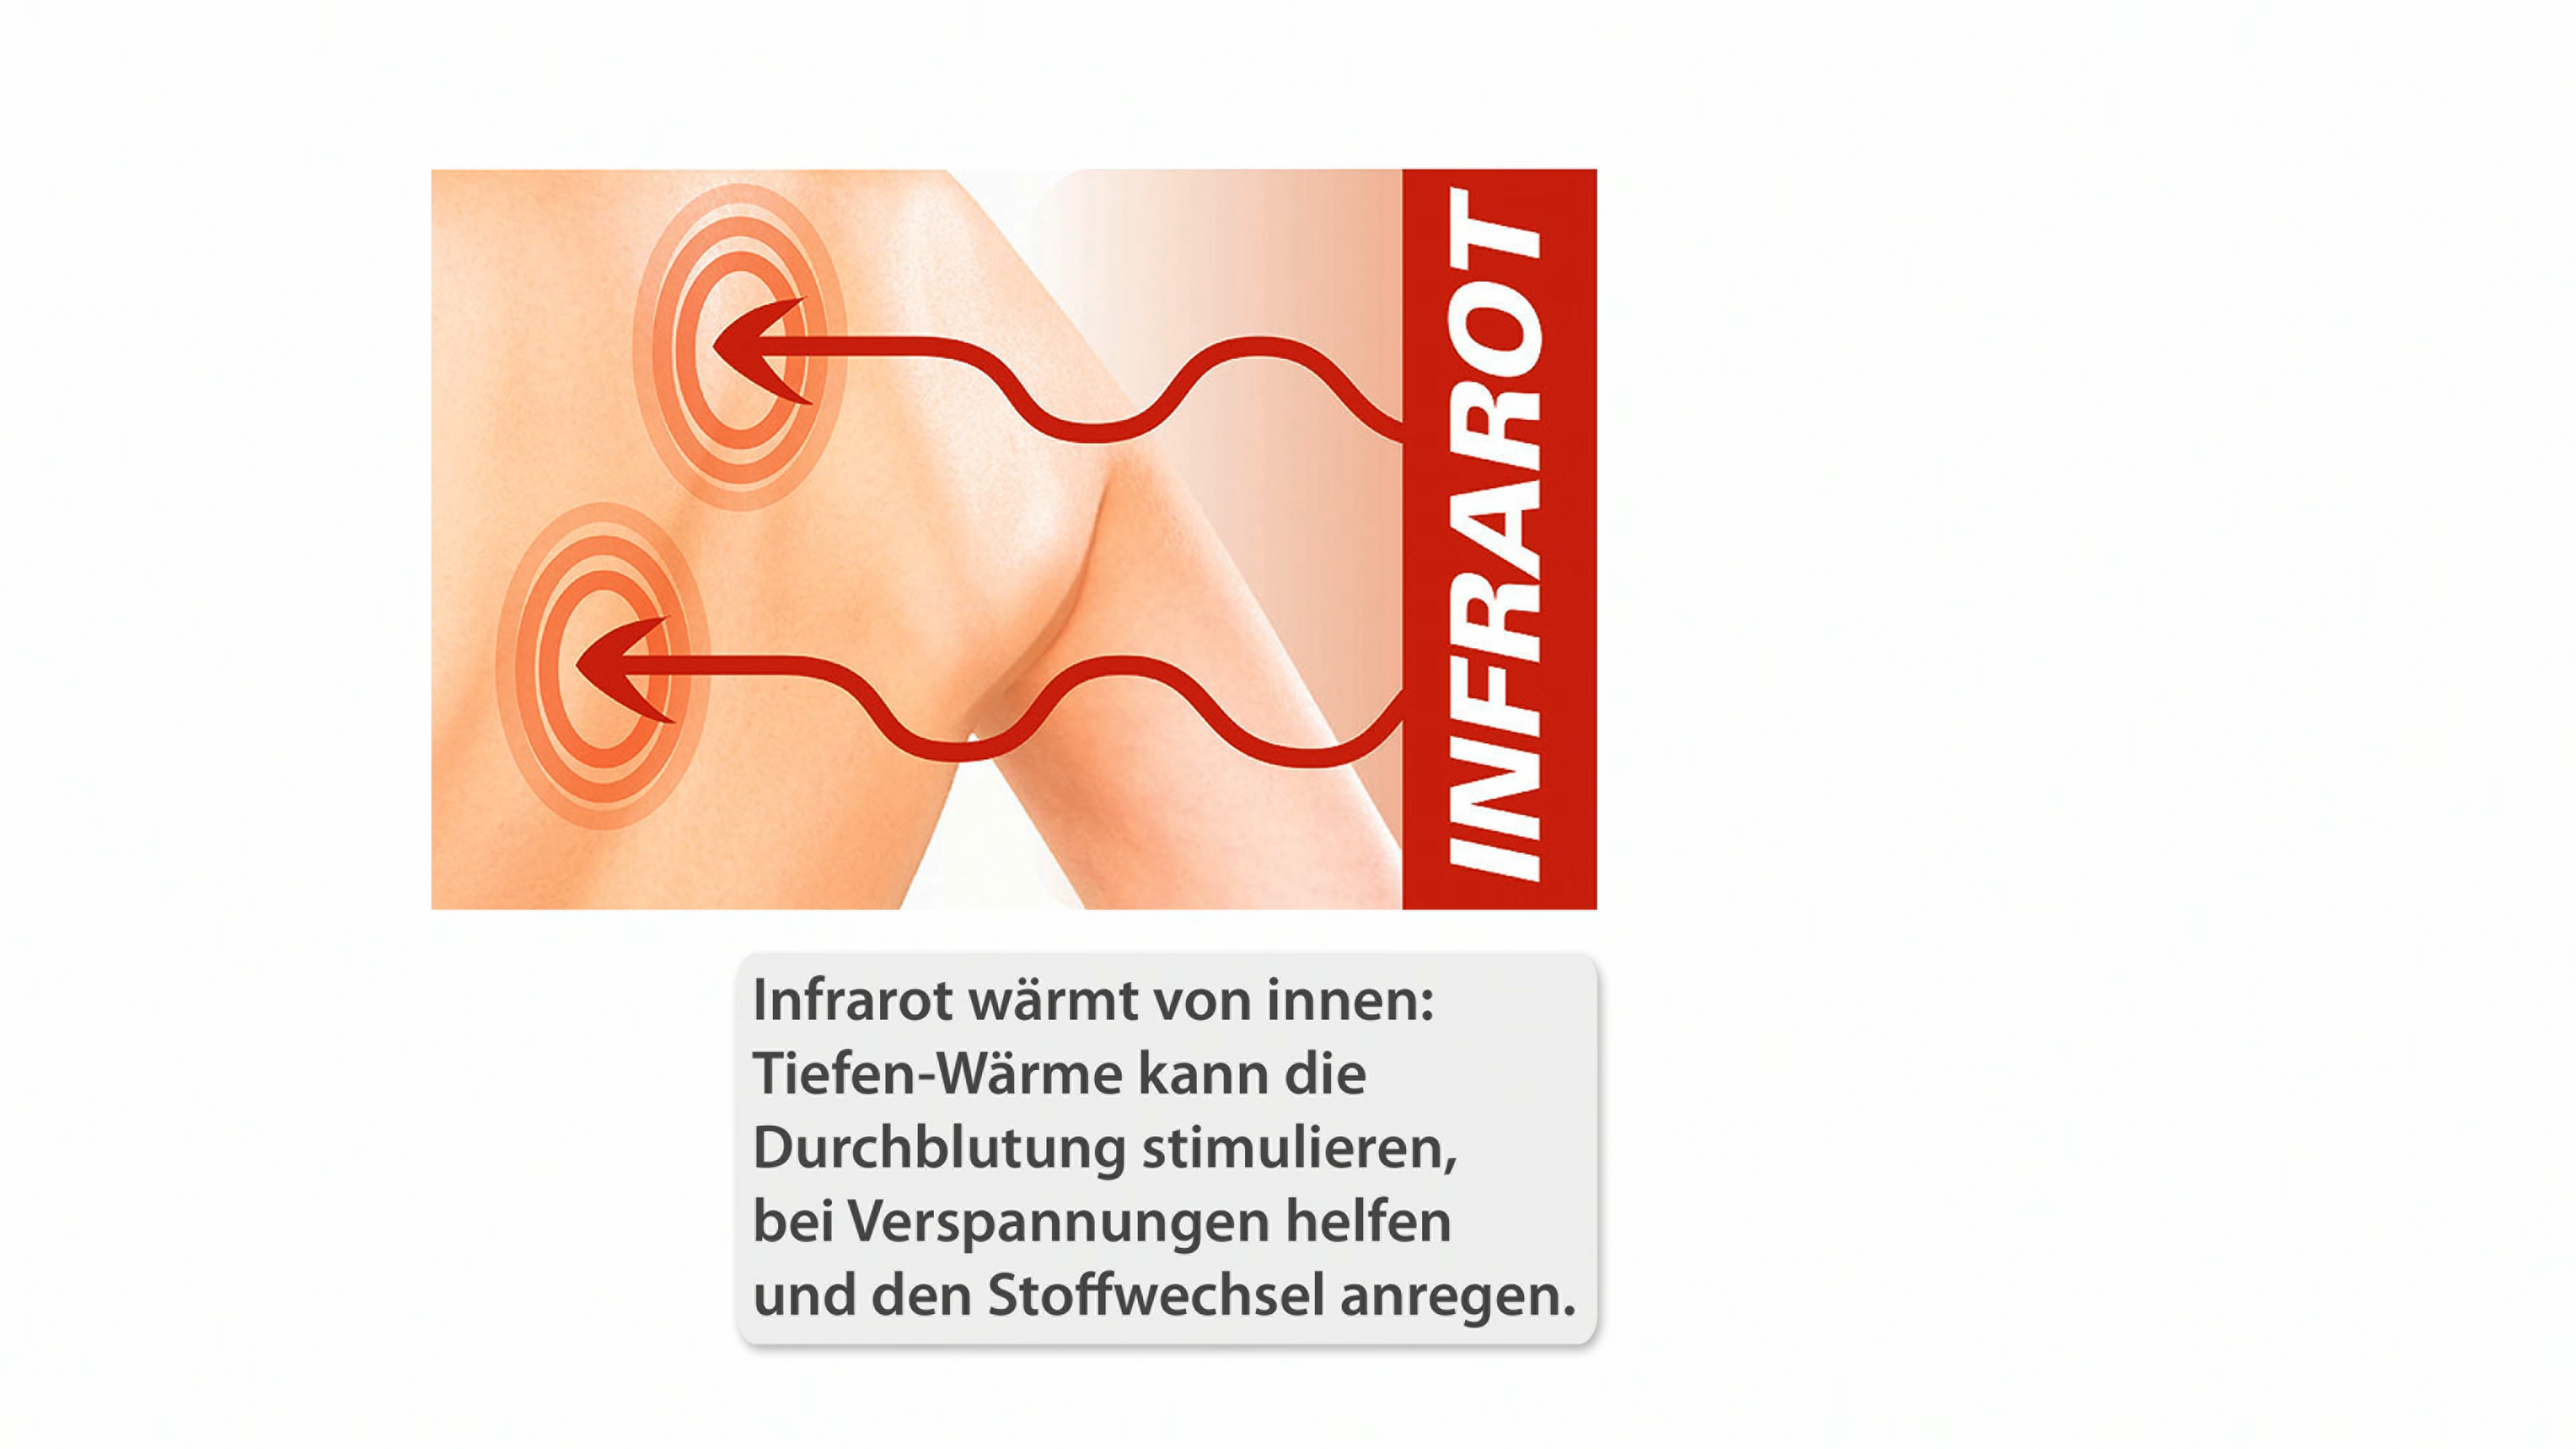 INFRAROT
Infrarot wärmt von innen:
Tiefen-Wärme kann die
Durchblutung stimulieren,
bei Verspannungen helfen
und den Stoffwechsel anregen.